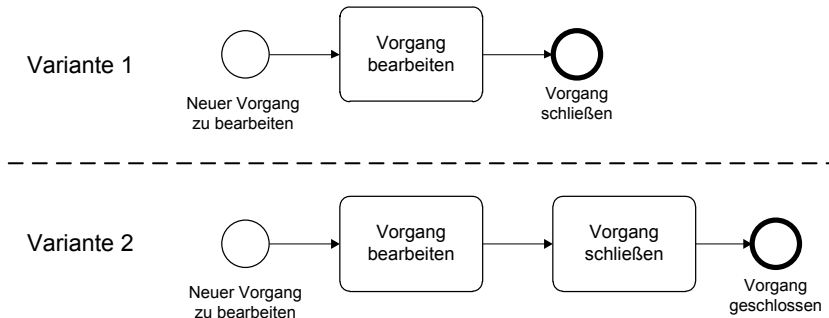 Variante 1
Neuer Vorgang
zu bearbeiten
Vorgang
bearbeiten
Vorgang
schließen
Variante 2
Neuer Vorgang
zu bearbeiten
Vorgang
bearbeiten
Vorgang
schließen
Vorgang
geschlossen